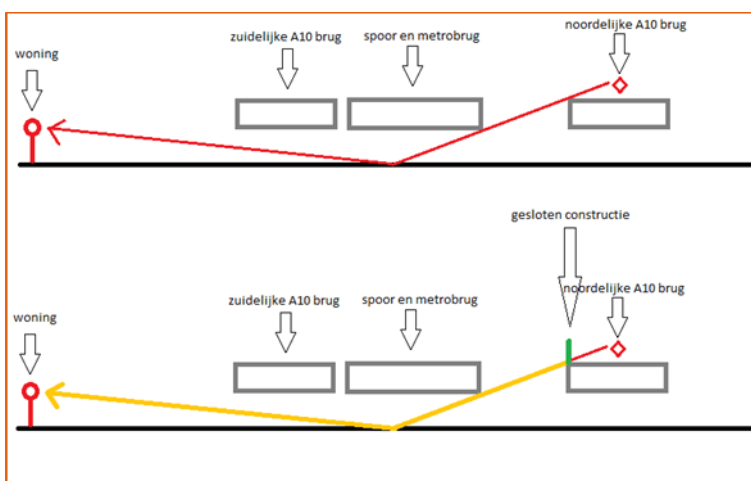 noordelijke A10 brug
zuidelijke A10 brug
spoor en metrobrug
woning
gesloten constructie
noordelijke A10 brug
zuidelijke A10 brug
spoor en metrobrug
woning